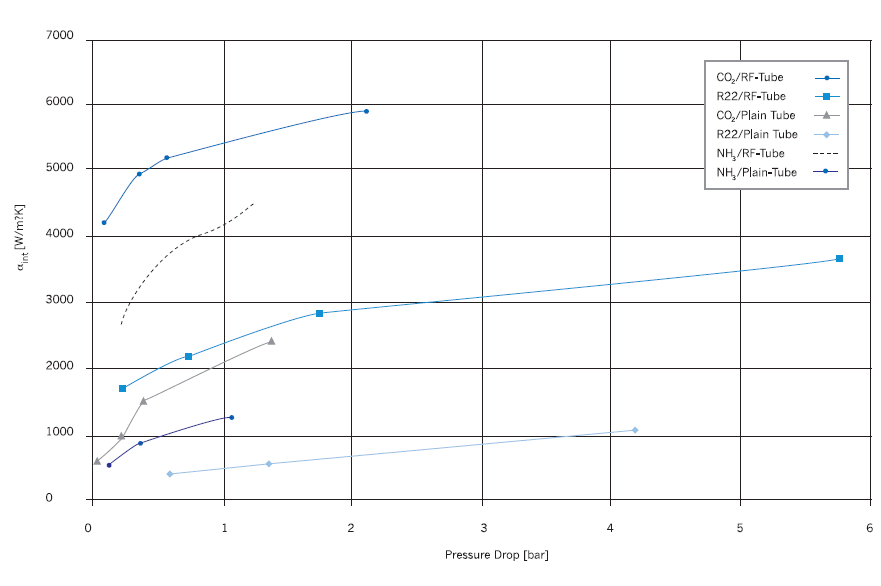 7000
6000
5000
4000
3000
2000
1000
0
0 1 2 3 4 5 6
α_int [W/m?K]
Pressure Drop [bar]
CO₂/RF-Tube
R22/RF-Tube
CO₂/Plain Tube
R22/Plain Tube
NH₃/RF-Tube
NH₃/Plain-Tube